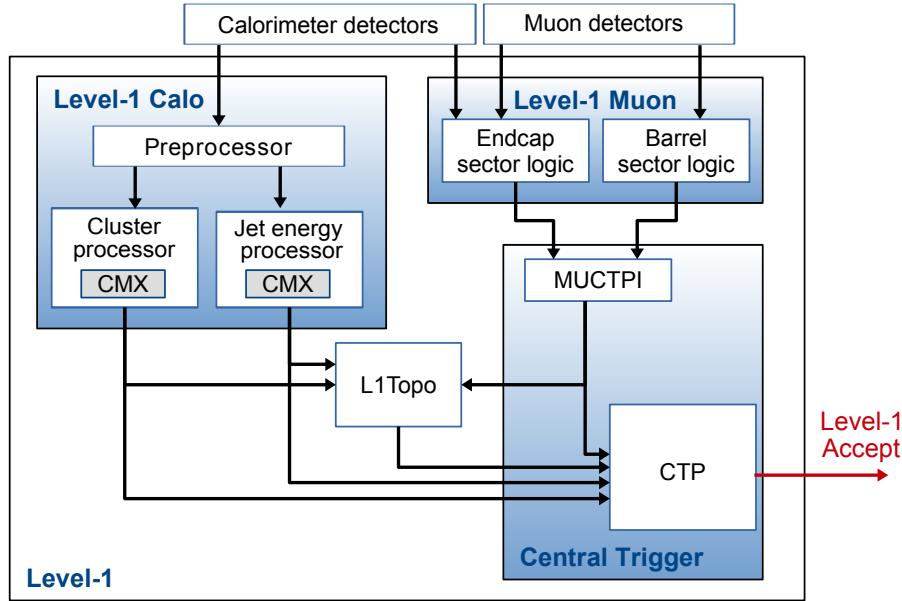 Calorimeter detectors
Muon detectors
Level-1 Calo
Level-1 Muon
Preprocessor
Endcap
sector logic
Barrel
sector logic
Cluster
processor
CMX
Jet energy
processor
CMX
MUCTPI
L1Topo
CTP
Level-1
Accept
Central Trigger
Level-1